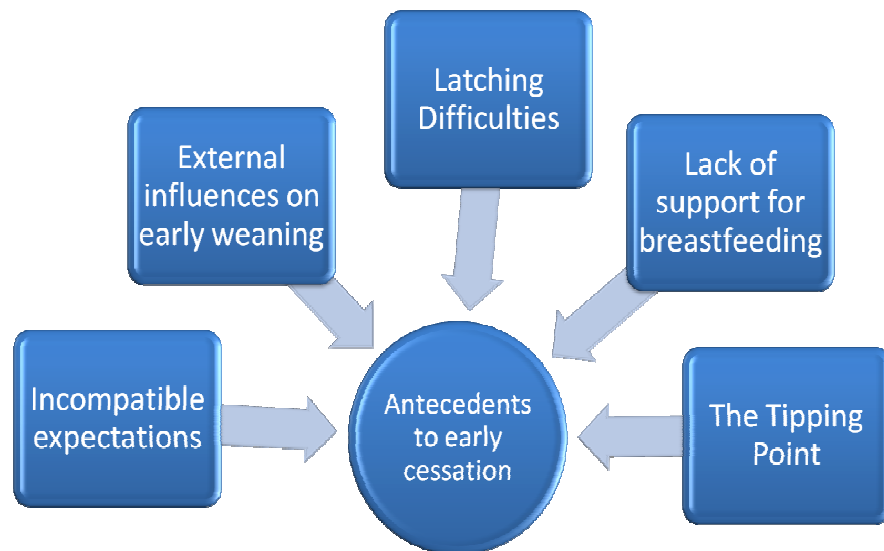 Latching
Difficulties
External
influences on
early weaning
Lack of
support for
breastfeeding
Incompatible
expectations
Antecedents
to early
cessation
The Tipping
Point